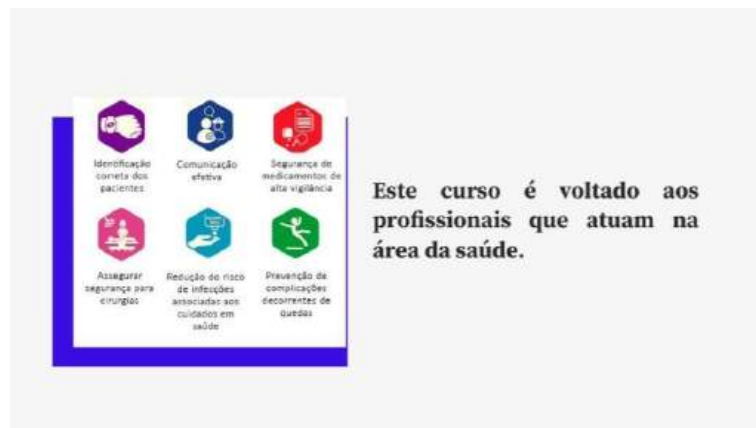 Identificação
correta dos
pacientes
Comunicação
efetiva
Segurança de
medicamentos de
alta vigilância
Assegurar
segurança para
cirurgias
Redução do risco
de infecções
associadas aos
cuidados em
saúde
Prevenção de
complicações
decorrentes de
quedas
Este curso é voltado aos
profissionais que atuam na
área da saúde.